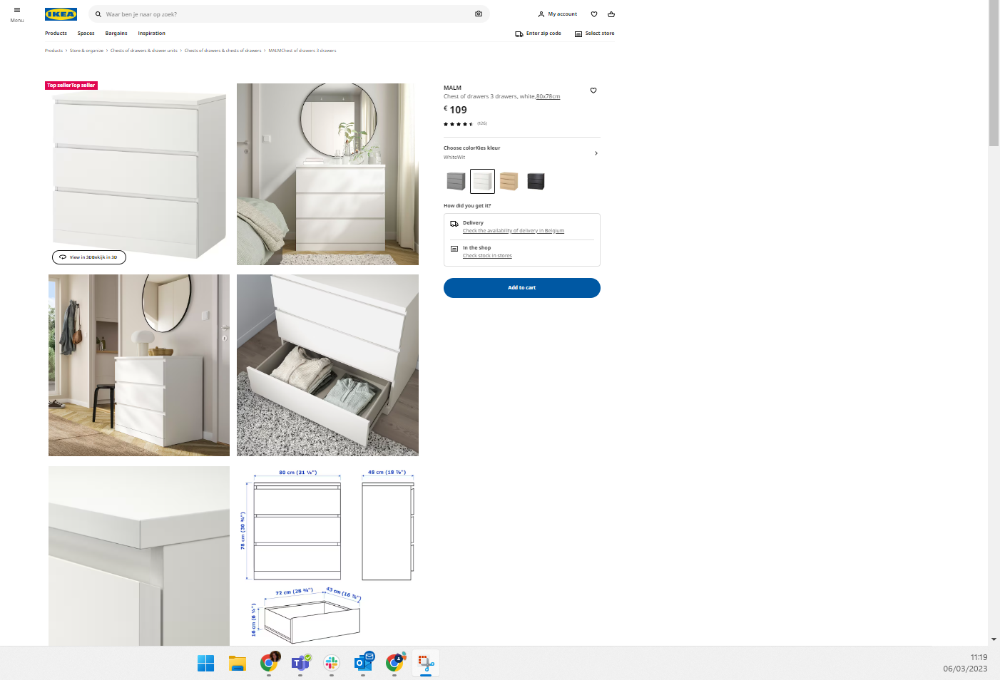 Menu
IKEA
Waar ben je naar op zoek?
My account
Products Spaces Bargains Inspiration
Enter zip code Select store
Products > Store & organize > Chests of drawers & drawer units > Chests of drawers & chests of drawers > MALMChest of drawers 3 drawers
Top sellerTop seller
View in 3DBekijk in 3D
MALM
Chest of drawers 3 drawers, white,80x78cm
€ 109
(126)
Choose colorKies kleur
WhiteWit
How did you get it?
Delivery
Check the availability of delivery in Belgium
In the shop
Check stock in stores
Add to cart
80 cm (31 ½")
48 cm (18 ⅞")
78 cm (30 ¾")
72 cm (28 ⅜")
43 cm (16 ⅞")
16 cm (6 ¼")
11:19
06/03/2023